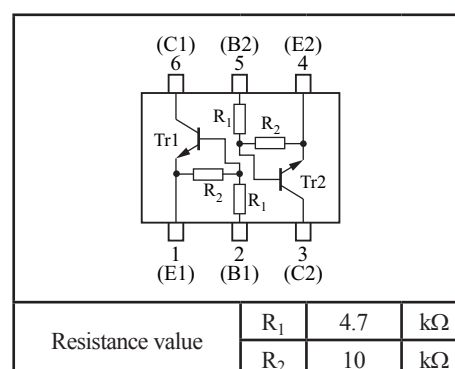 (C1) (B2) (E2)
6 5 4
R1 R2
Tr1
Tr2
R2 R1
1 2 3
(E1) (B1) (C2)
Resistance value R1 4.7 kΩ
R2 10 kΩ